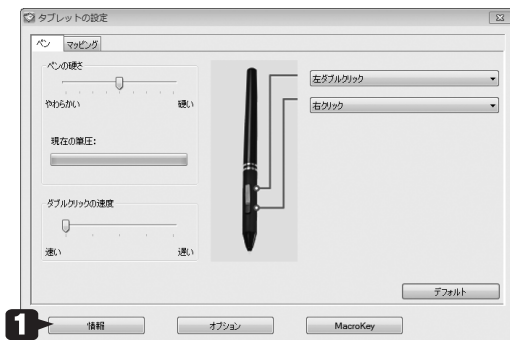 タブレットの設定
ペン マッピング
ペンの硬さ
やわらかい 硬い
現在の筆圧:
ダブルクリックの速度
速い 遅い
左ダブルクリック
右クリック
デフォルト
1 情報 オプション MacroKey